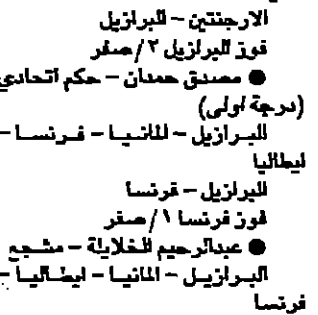 الارجنتين – البرازيل
فوز البرازيل ٢/صفر
● مصدق حمدان – حكم اتحادي
(درجة اولى)
البرازيل – المانيا – فرنسا –
ايطاليا
البرازيل – فرنسا
فوز فرنسا ١/صفر
● عبدالرحيم الخلايلة – مشجع
البرازيل – المانيا – ايطاليا –
فرنسا